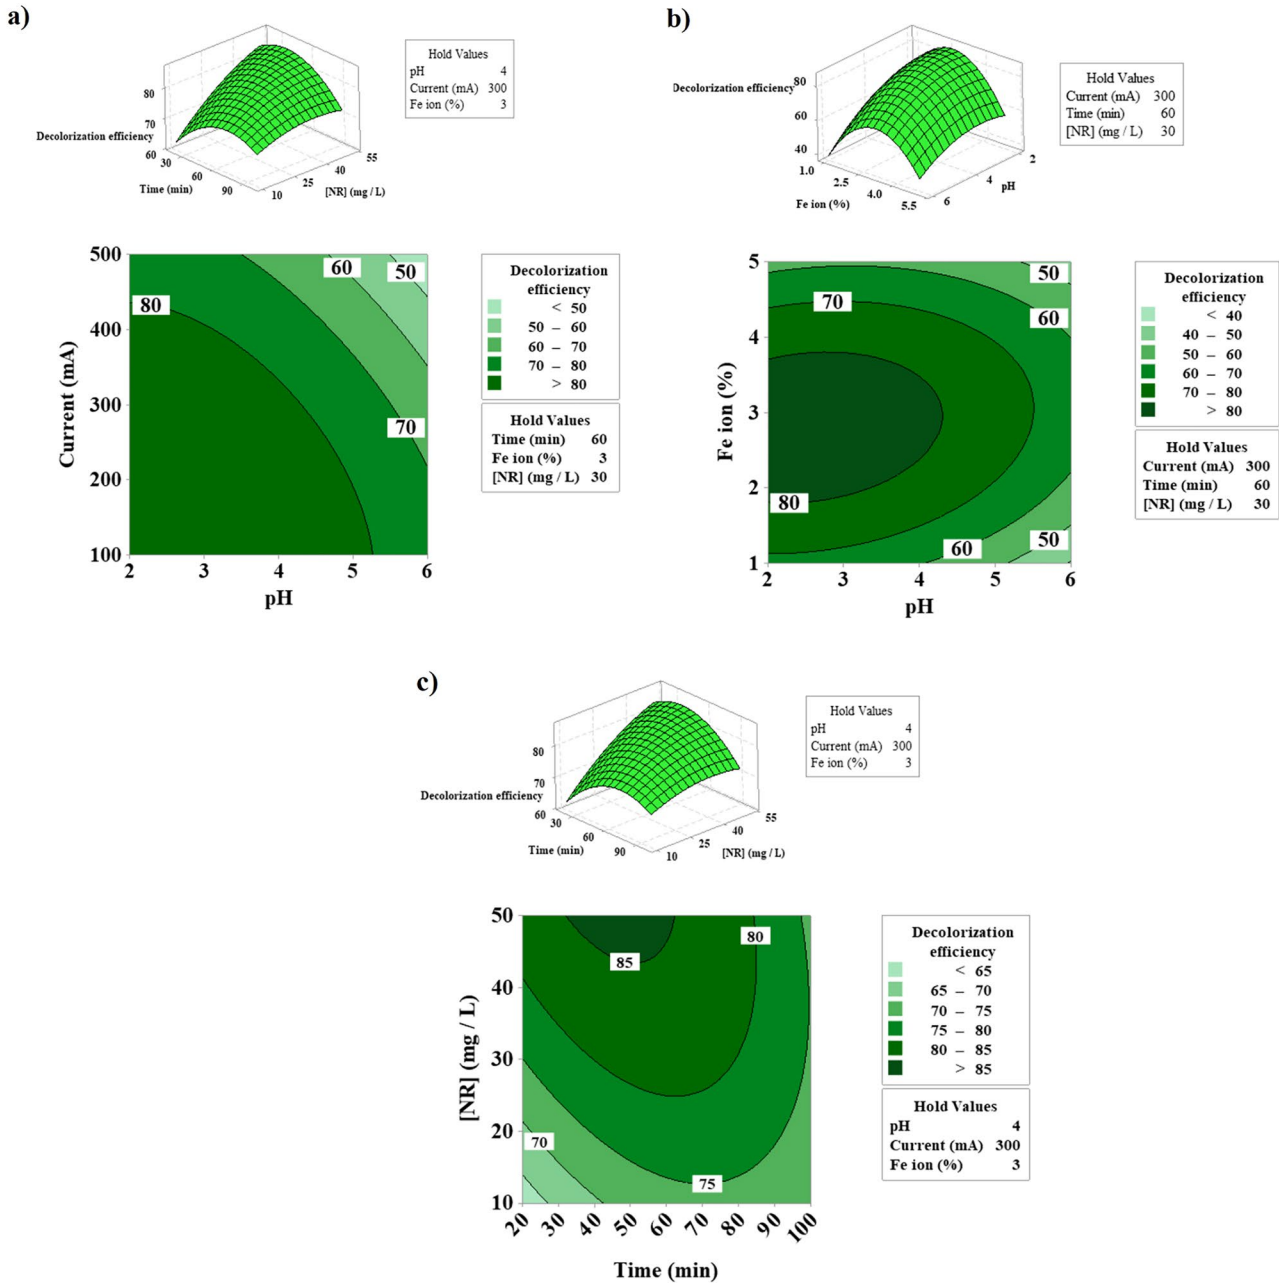 a)
Hold Values
pH 4
Current (mA) 300
Fe ion (%) 3
80
70
Decolorization efficiency
60
30
60
90
Time (min)
10
25
40
55
[NR] (mg / L)
500
400
300
200
100
Current (mA)
2 3 4 5 6
pH
80
60
50
70
Decolorization
efficiency
< 50
50 – 60
60 – 70
70 – 80
> 80
Hold Values
Time (min) 60
Fe ion (%) 3
[NR] (mg / L) 30
b)
Hold Values
Current (mA) 300
Time (min) 60
[NR] (mg / L) 30
Decolorization efficiency
80
60
40
1.0
2.5
4.0
5.5
Fe ion (%)
6
4
2
pH
5
4
3
2
1
Fe ion (%)
2 3 4 5 6
pH
50
70
60
80
60
50
Decolorization
efficiency
< 40
40 – 50
50 – 60
60 – 70
70 – 80
> 80
Hold Values
Current (mA) 300
Time (min) 60
[NR] (mg / L) 30
c)
Hold Values
pH 4
Current (mA) 300
Fe ion (%) 3
80
70
Decolorization efficiency
60
30
60
90
Time (min)
10
25
40
55
[NR] (mg / L)
50
40
30
20
10
[NR] (mg / L)
20 30 40 50 60 70 80 90 100
Time (min)
80
85
70
75
Decolorization
efficiency
< 65
65 – 70
70 – 75
75 – 80
80 – 85
> 85
Hold Values
pH 4
Current (mA) 300
Fe ion (%) 3